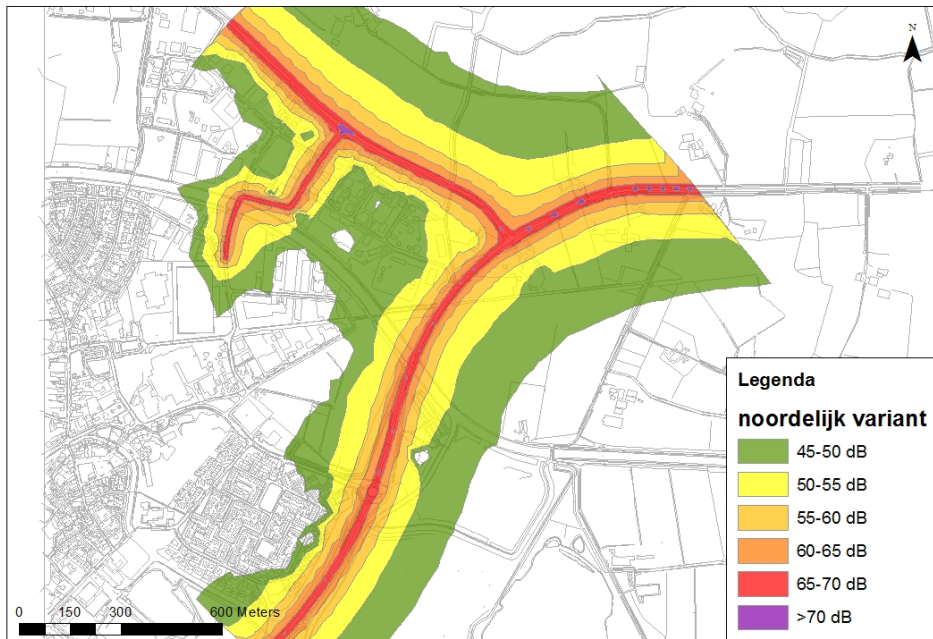 N
Legenda
noordelijk variant
45-50 dB
50-55 dB
55-60 dB
60-65 dB
65-70 dB
>70 dB
0 150 300 600 Meters